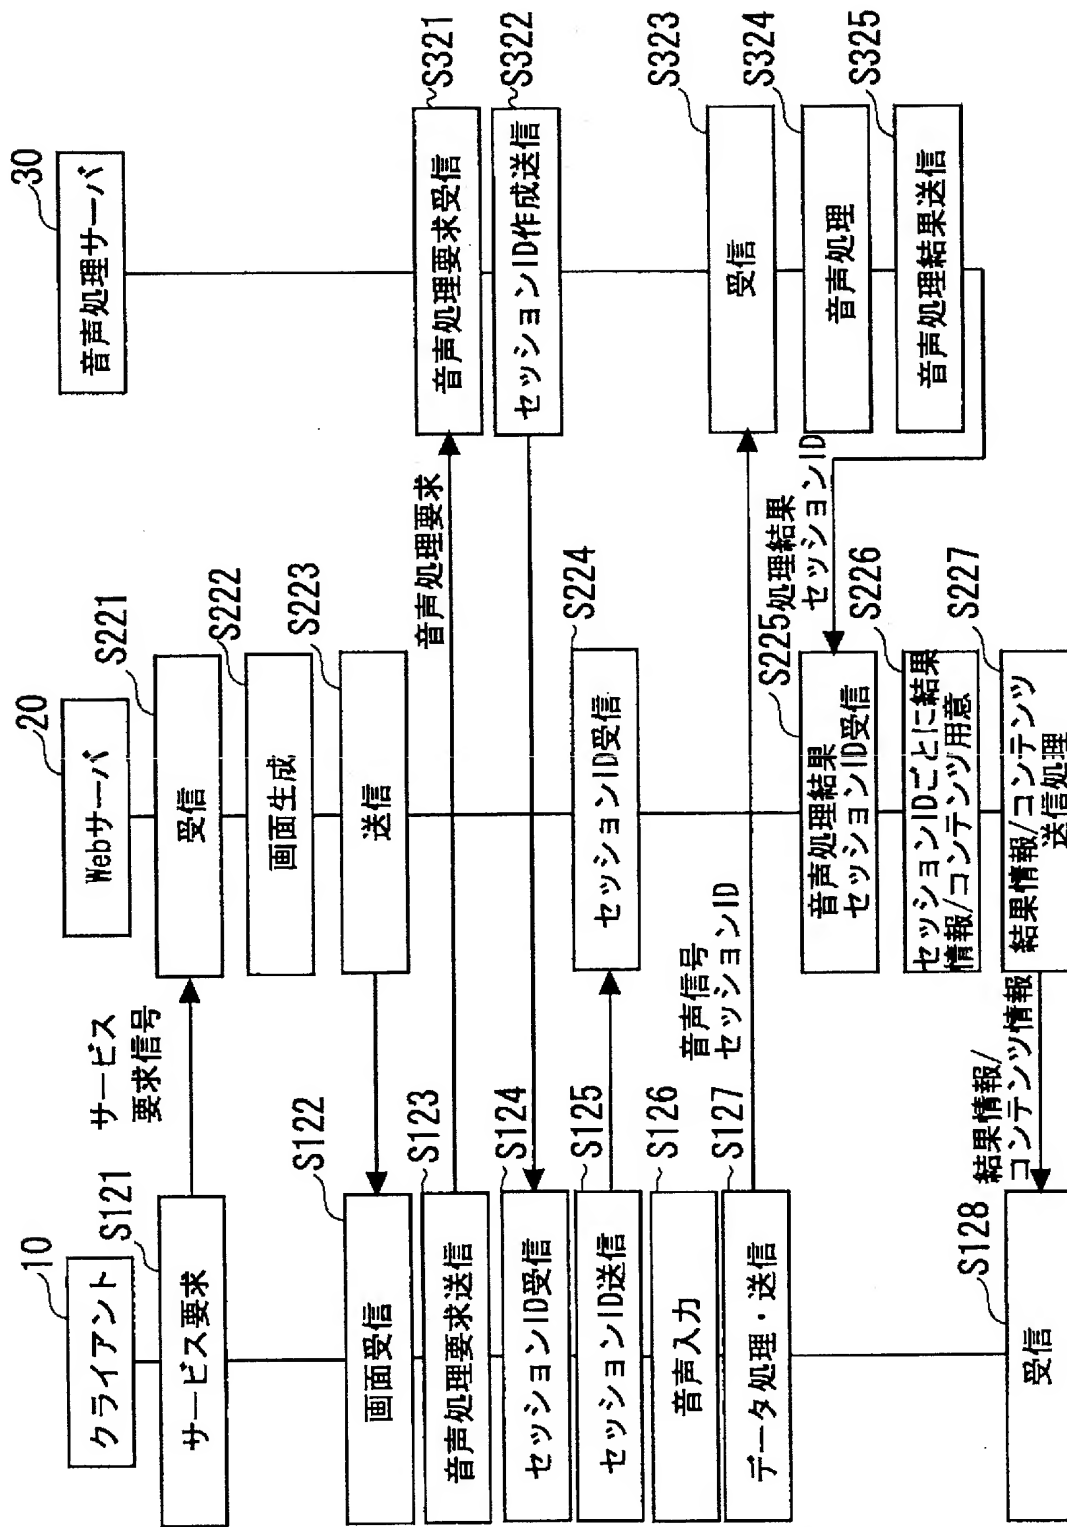 10
クライアント
S121
サービス要求
サービス
要求信号
S122
画面受信
S123
音声処理要求送信
S124
セッションID受信
S125
セッションID送信
S126
音声入力
S127
データ処理・送信
音声信号
セッションID
S128
受信
結果情報/
コンテンツ情報
20
Webサーバ
S221
受信
S222
画面生成
S223
送信
S224
セッションID受信
S225
音声処理結果
セッションID受信
S226
セッションIDごとに結果
情報/コンテンツ用意
S227
結果情報/コンテンツ
送信処理
30
音声処理サーバ
S321
音声処理要求受信
音声処理要求
S322
セッションID作成送信
S323
受信
S324
音声処理
S325
音声処理結果送信
処理結果
セッションID